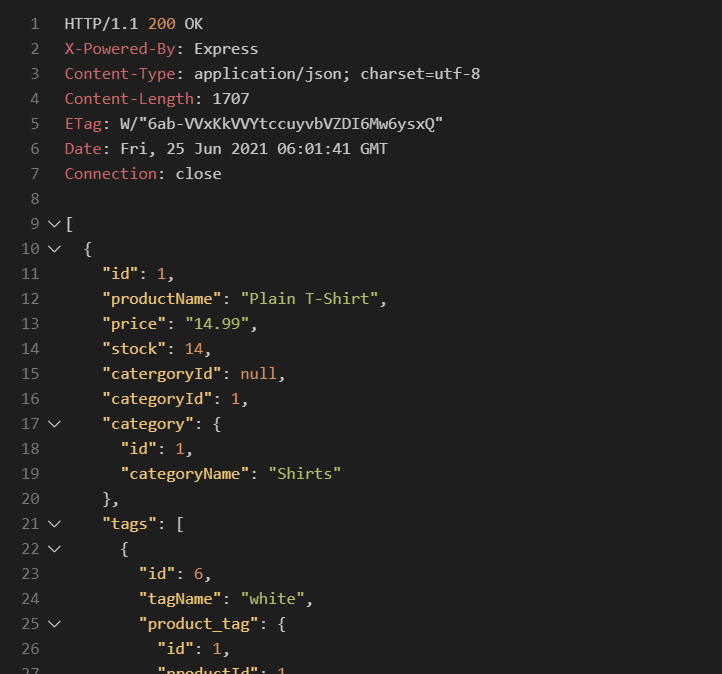 1 HTTP/1.1 200 OK
2 X-Powered-By: Express
3 Content-Type: application/json; charset=utf-8
4 Content-Length: 1707
5 ETag: W/"6ab-VVxKkVVYtccuyvbVZDI6Mw6ysxQ"
6 Date: Fri, 25 Jun 2021 06:01:41 GMT
7 Connection: close
8
9 [
10 {
11 "id": 1,
12 "productName": "Plain T-Shirt",
13 "price": "14.99",
14 "stock": 14,
15 "catergoryId": null,
16 "categoryId": 1,
17 "category": {
18 "id": 1,
19 "categoryName": "Shirts"
20 },
21 "tags": [
22 {
23 "id": 6,
24 "tagName": "white",
25 "product_tag": {
26 "id": 1,
27 "productId": 1